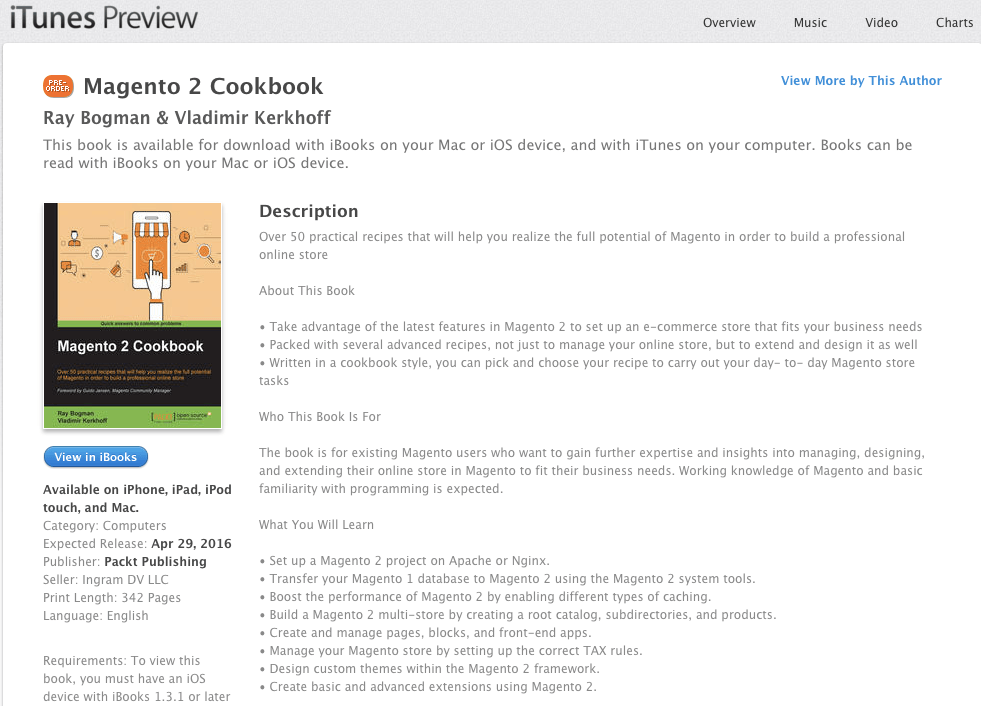 iTunes Preview
Overview
Music
Video
Charts
PRE-
ORDER
Magento 2 Cookbook
View More by This Author
Ray Bogman & Vladimir Kerkhoff
This book is available for download with iBooks on your Mac or iOS device, and with iTunes on your computer. Books can be
read with iBooks on your Mac or iOS device.
Quick answers to common problems
Magento 2 Cookbook
Over 50 practical recipes that will help you realize the full potential
of Magento in order to build a professional online store
Foreword by Guido Jansen, Magento Community Manager
Ray Bogman
Vladimir Kerkhoff
open source
View in iBooks
Available on iPhone, iPad, iPod
touch, and Mac.
Category: Computers
Expected Release: Apr 29, 2016
Publisher: Packt Publishing
Seller: Ingram DV LLC
Print Length: 342 Pages
Language: English
Requirements: To view this
book, you must have an iOS
device with iBooks 1.3.1 or later
Description
Over 50 practical recipes that will help you realize the full potential of Magento in order to build a professional
online store
About This Book
• Take advantage of the latest features in Magento 2 to set up an e-commerce store that fits your business needs
• Packed with several advanced recipes, not just to manage your online store, but to extend and design it as well
• Written in a cookbook style, you can pick and choose your recipe to carry out your day- to- day Magento store
tasks
Who This Book Is For
The book is for existing Magento users who want to gain further expertise and insights into managing, designing,
and extending their online store in Magento to fit their business needs. Working knowledge of Magento and basic
familiarity with programming is expected.
What You Will Learn
• Set up a Magento 2 project on Apache or Nginx.
• Transfer your Magento 1 database to Magento 2 using the Magento 2 system tools.
• Boost the performance of Magento 2 by enabling different types of caching.
• Build a Magento 2 multi-store by creating a root catalog, subdirectories, and products.
• Create and manage pages, blocks, and front-end apps.
• Manage your Magento store by setting up the correct TAX rules.
• Design custom themes within the Magento 2 framework.
• Create basic and advanced extensions using Magento 2.